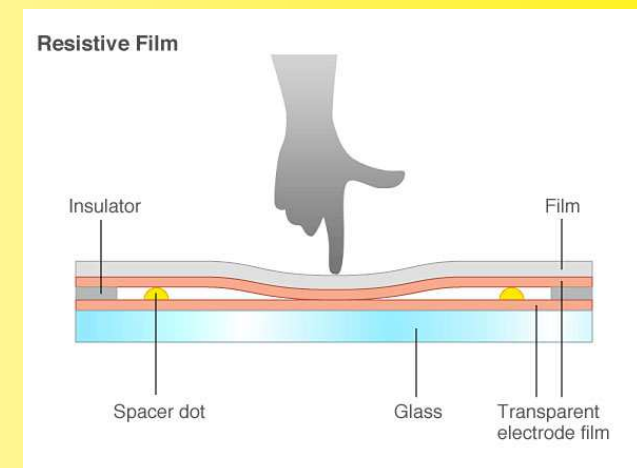 Resistive Film
Insulator
Film
Spacer dot
Glass
Transparent
electrode film